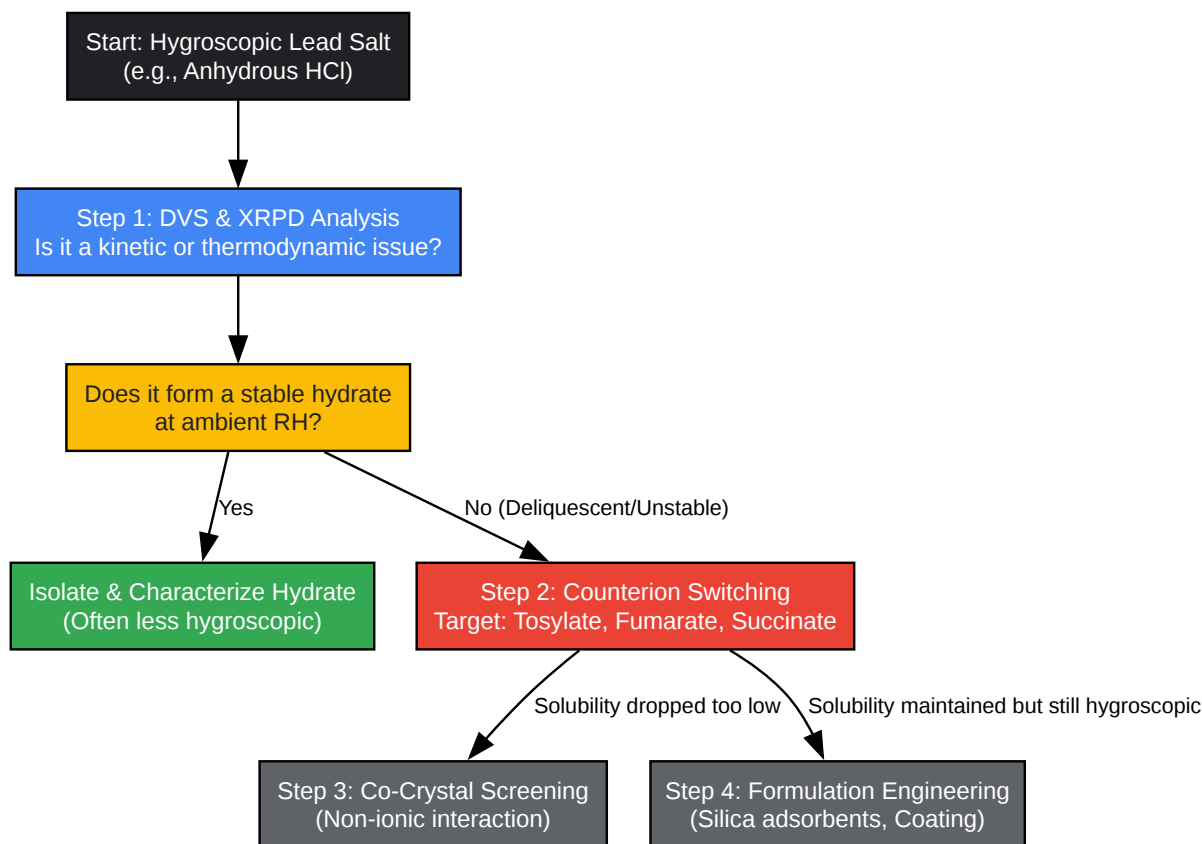 Start: Hygroscopic Lead Salt
(e.g., Anhydrous HCl)
Step 1: DVS & XRPD Analysis
Is it a kinetic or thermodynamic issue?
Does it form a stable hydrate
at ambient RH?
Yes
No (Deliquescent/Unstable)
Isolate & Characterize Hydrate
(Often less hygroscopic)
Step 2: Counterion Switching
Target: Tosylate, Fumarate, Succinate
Solubility dropped too low
Solubility maintained but still hygroscopic
Step 3: Co-Crystal Screening
(Non-ionic interaction)
Step 4: Formulation Engineering
(Silica adsorbents, Coating)